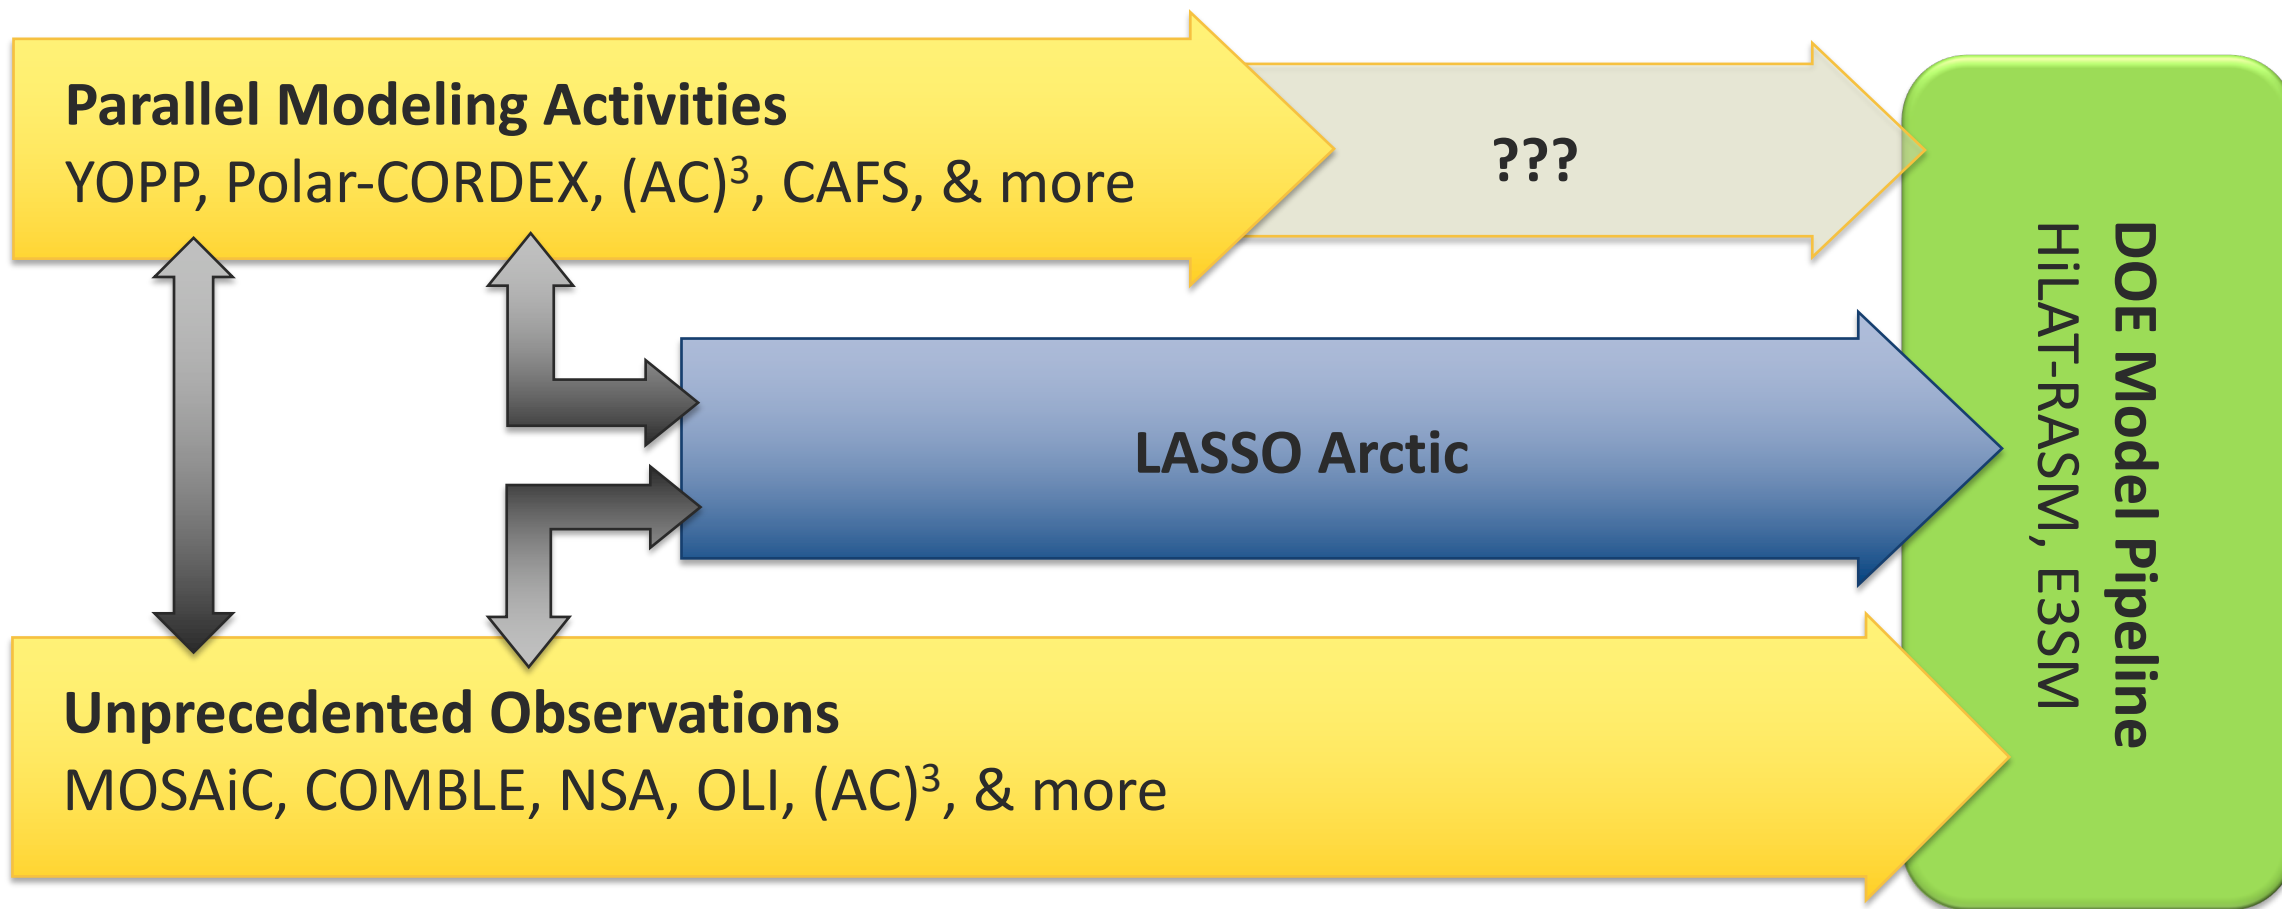 Parallel Modeling Activities
YOPP, Polar-CORDEX, (AC)³, CAFS, & more
???
LASSO Arctic
Unprecedented Observations
MOSAiC, COMBLE, NSA, OLI, (AC)³, & more
DOE Model Pipeline
HiLAT-RASM, E3SM